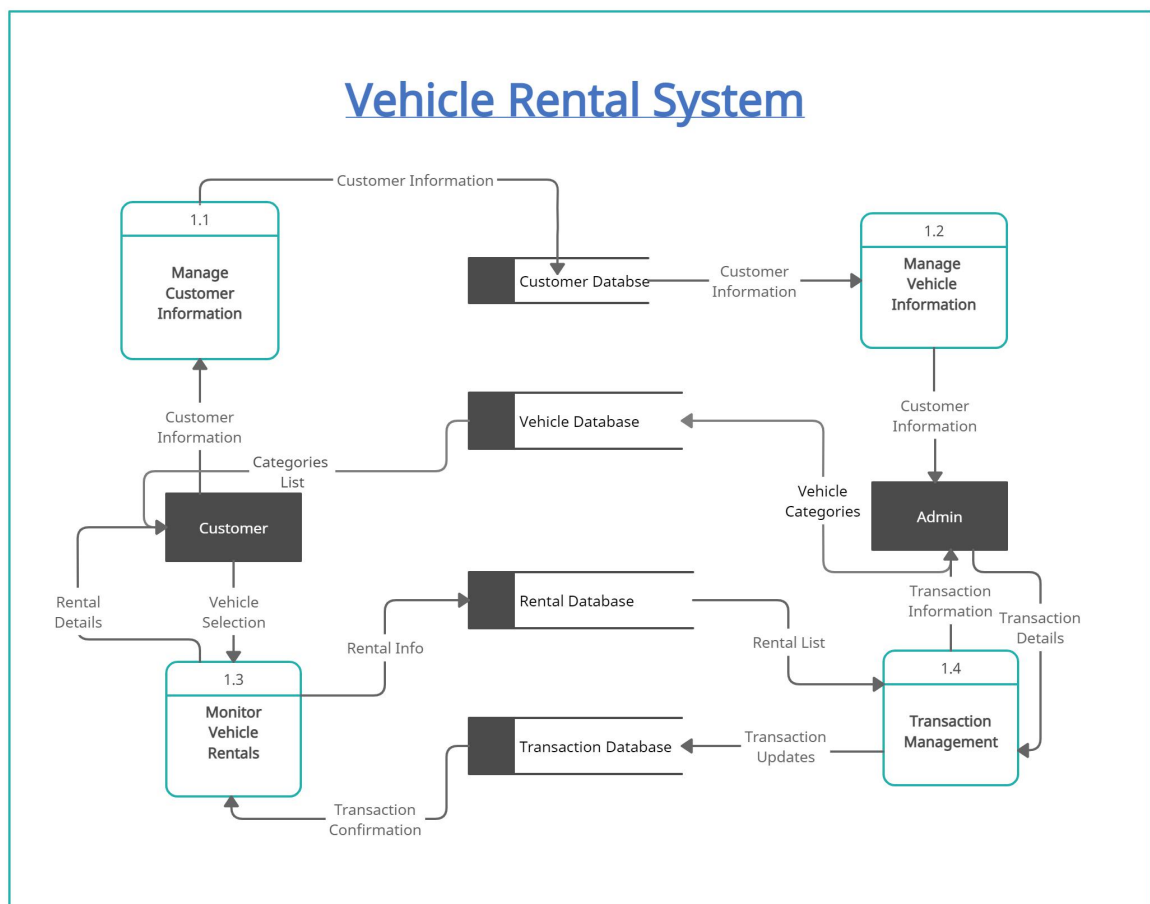 Vehicle Rental System
Customer Information
1.1
Manage
Customer
Information
1.2
Manage
Vehicle
Information
Customer Databse
Customer
Information
Customer
Information
Vehicle Database
Customer
Information
Categories
List
Vehicle
Categories
Customer
Admin
Rental
Details
Vehicle
Selection
Rental Info
Rental Database
Rental List
Transaction
Information
Transaction
Details
1.3
Monitor
Vehicle
Rentals
1.4
Transaction
Management
Transaction Database
Transaction
Updates
Transaction
Confirmation